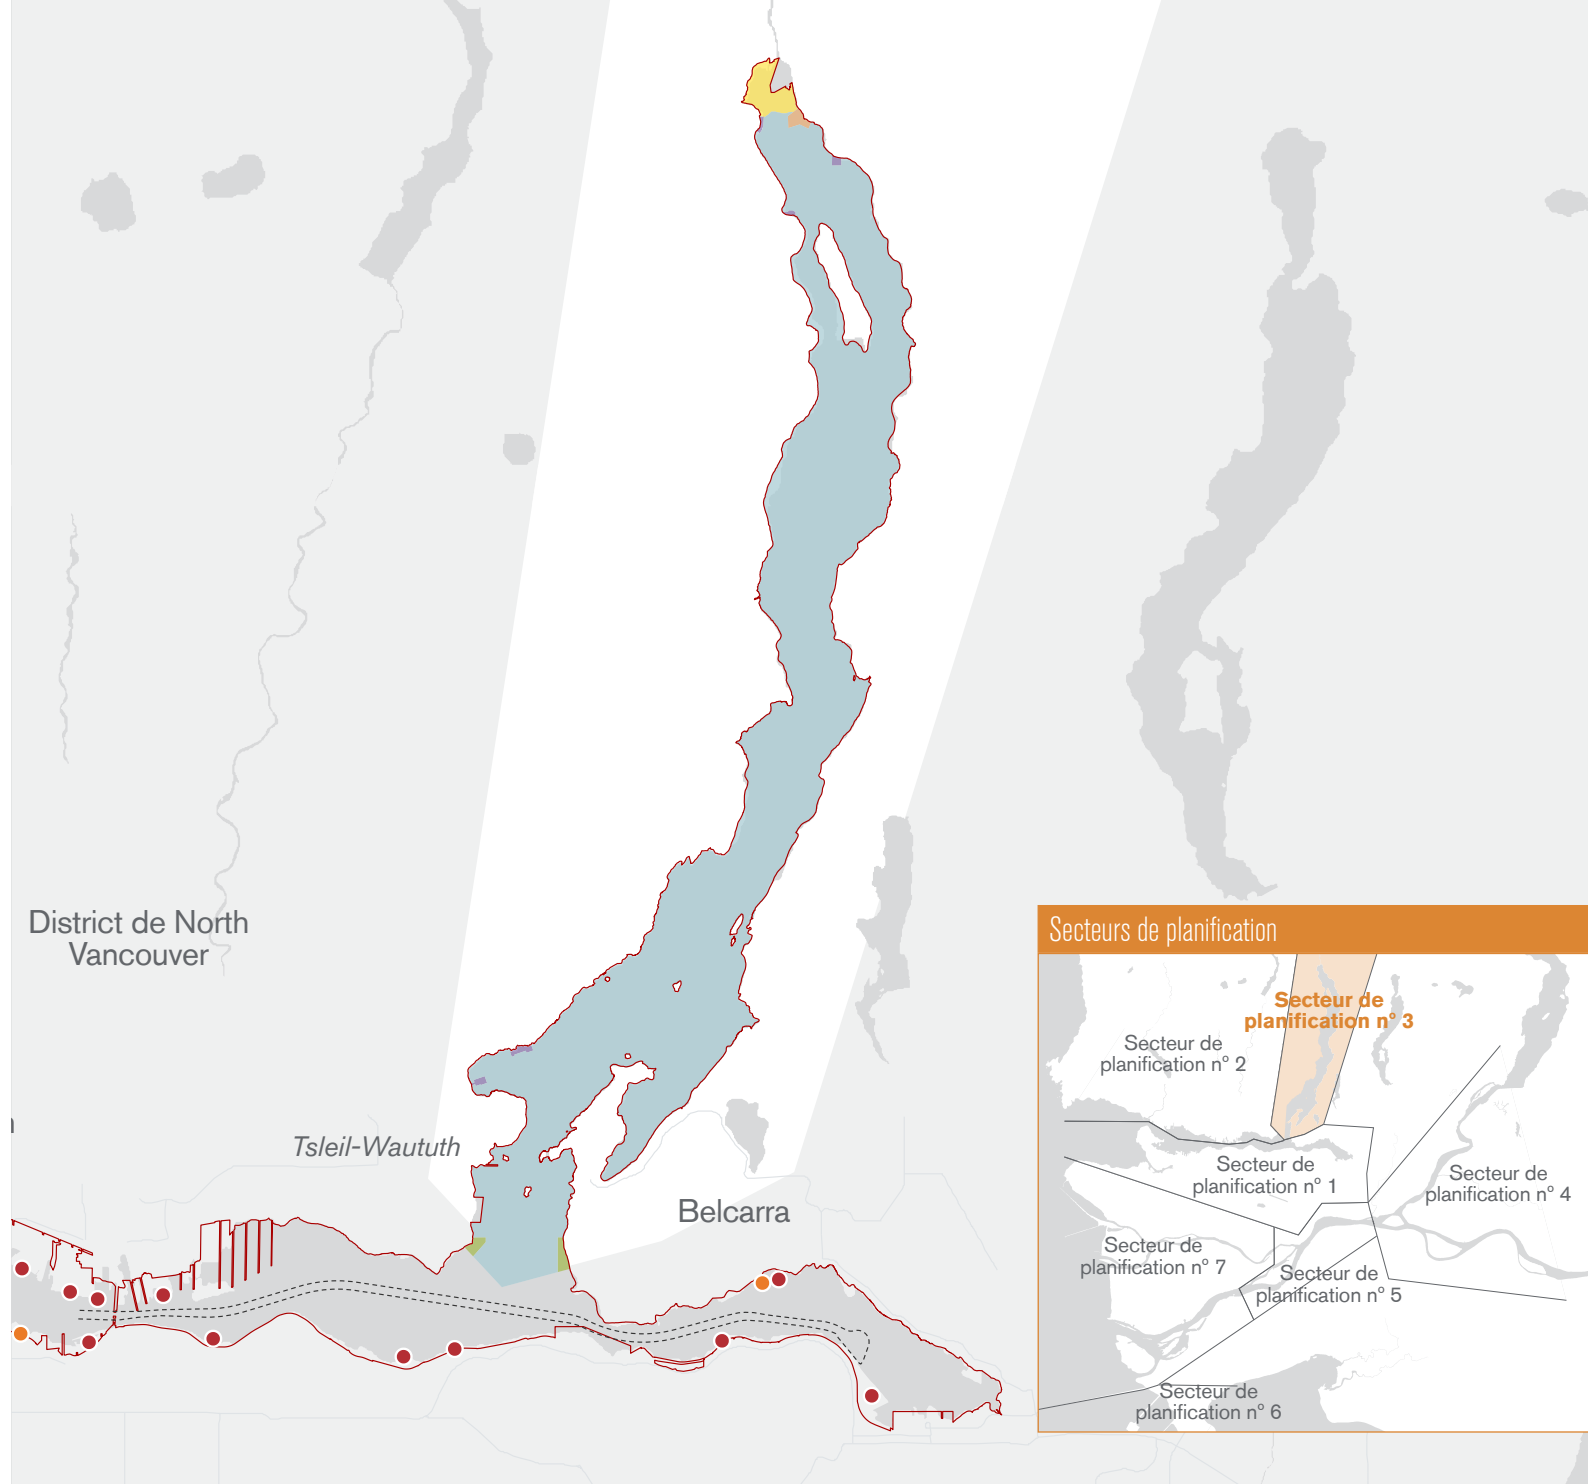 District de North
Vancouver
Tsleil-Waututh
Belcarra
Secteurs de planification
Secteur de
planification n° 3
Secteur de
planification n° 2
Secteur de
planification n° 1
Secteur de
planification n° 4
Secteur de
planification n° 7
Secteur de
planification n° 5
Secteur de
planification n° 6